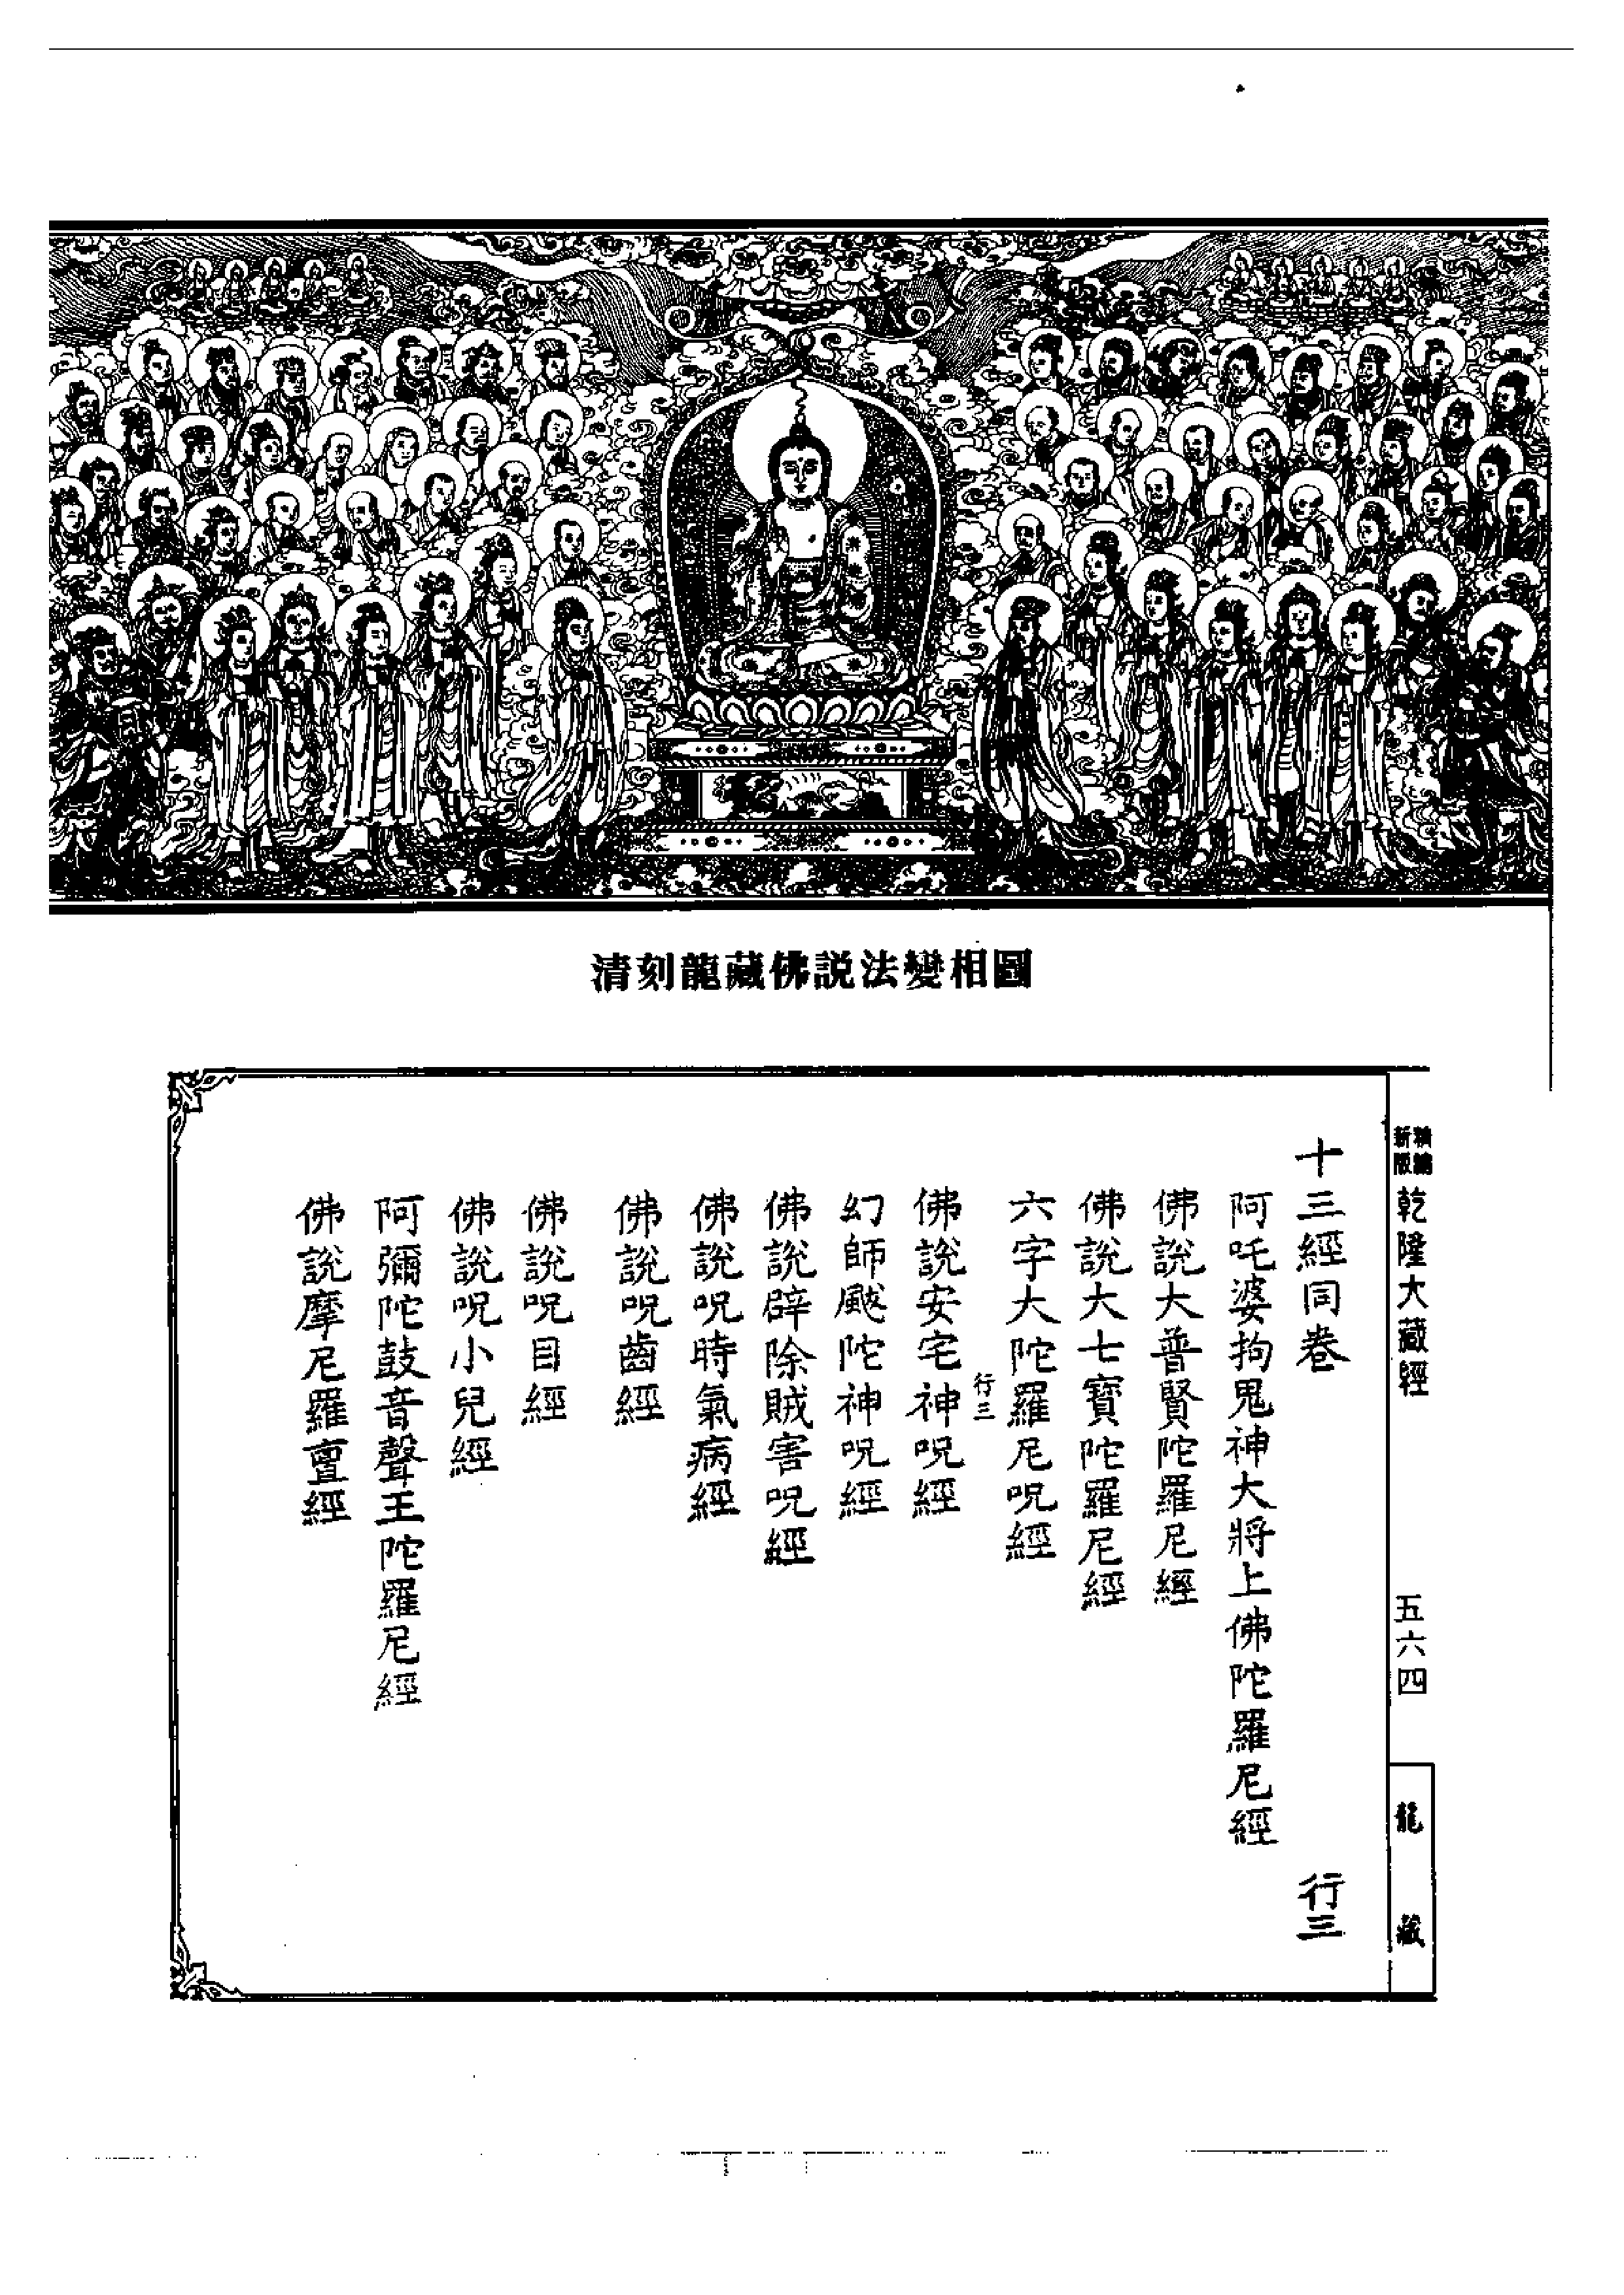 清刻龍藏佛説法變相圖
新版
精編
乾隆大藏經
五六四
龍藏
十三經同卷
行三
阿吒婆拘鬼神大將上佛陀羅尼經
佛說大普賢陀羅尼經
佛說大七寶陀羅尼經
六字大陀羅尼呪經
行三
佛說安宅神呪經
幻師颰陀神呪經
佛說辟除賊害呪經
佛說呪時氣病經
佛說呪齒經
佛說呪目經
佛說呪小兒經
阿彌陀鼓音聲王陀羅尼經
佛說摩尼羅亶經